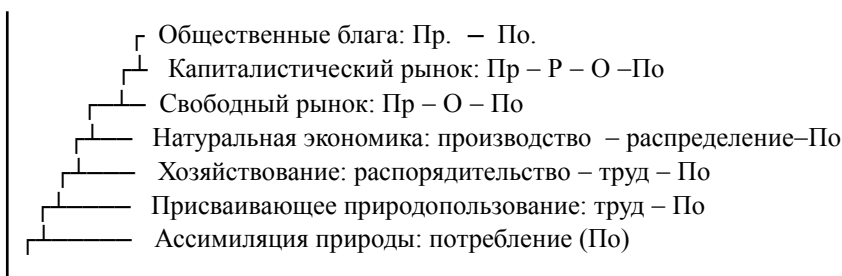 Общественные блага: Пр. – По.
Капиталистический рынок: Пр – Р – О –По
Свободный рынок: Пр – О – По
Натуральная экономика: производство – распределение–По
Хозяйствование: распорядительство – труд – По
Присваивающее природопользование: труд – По
Ассимиляция природы: потребление (По)